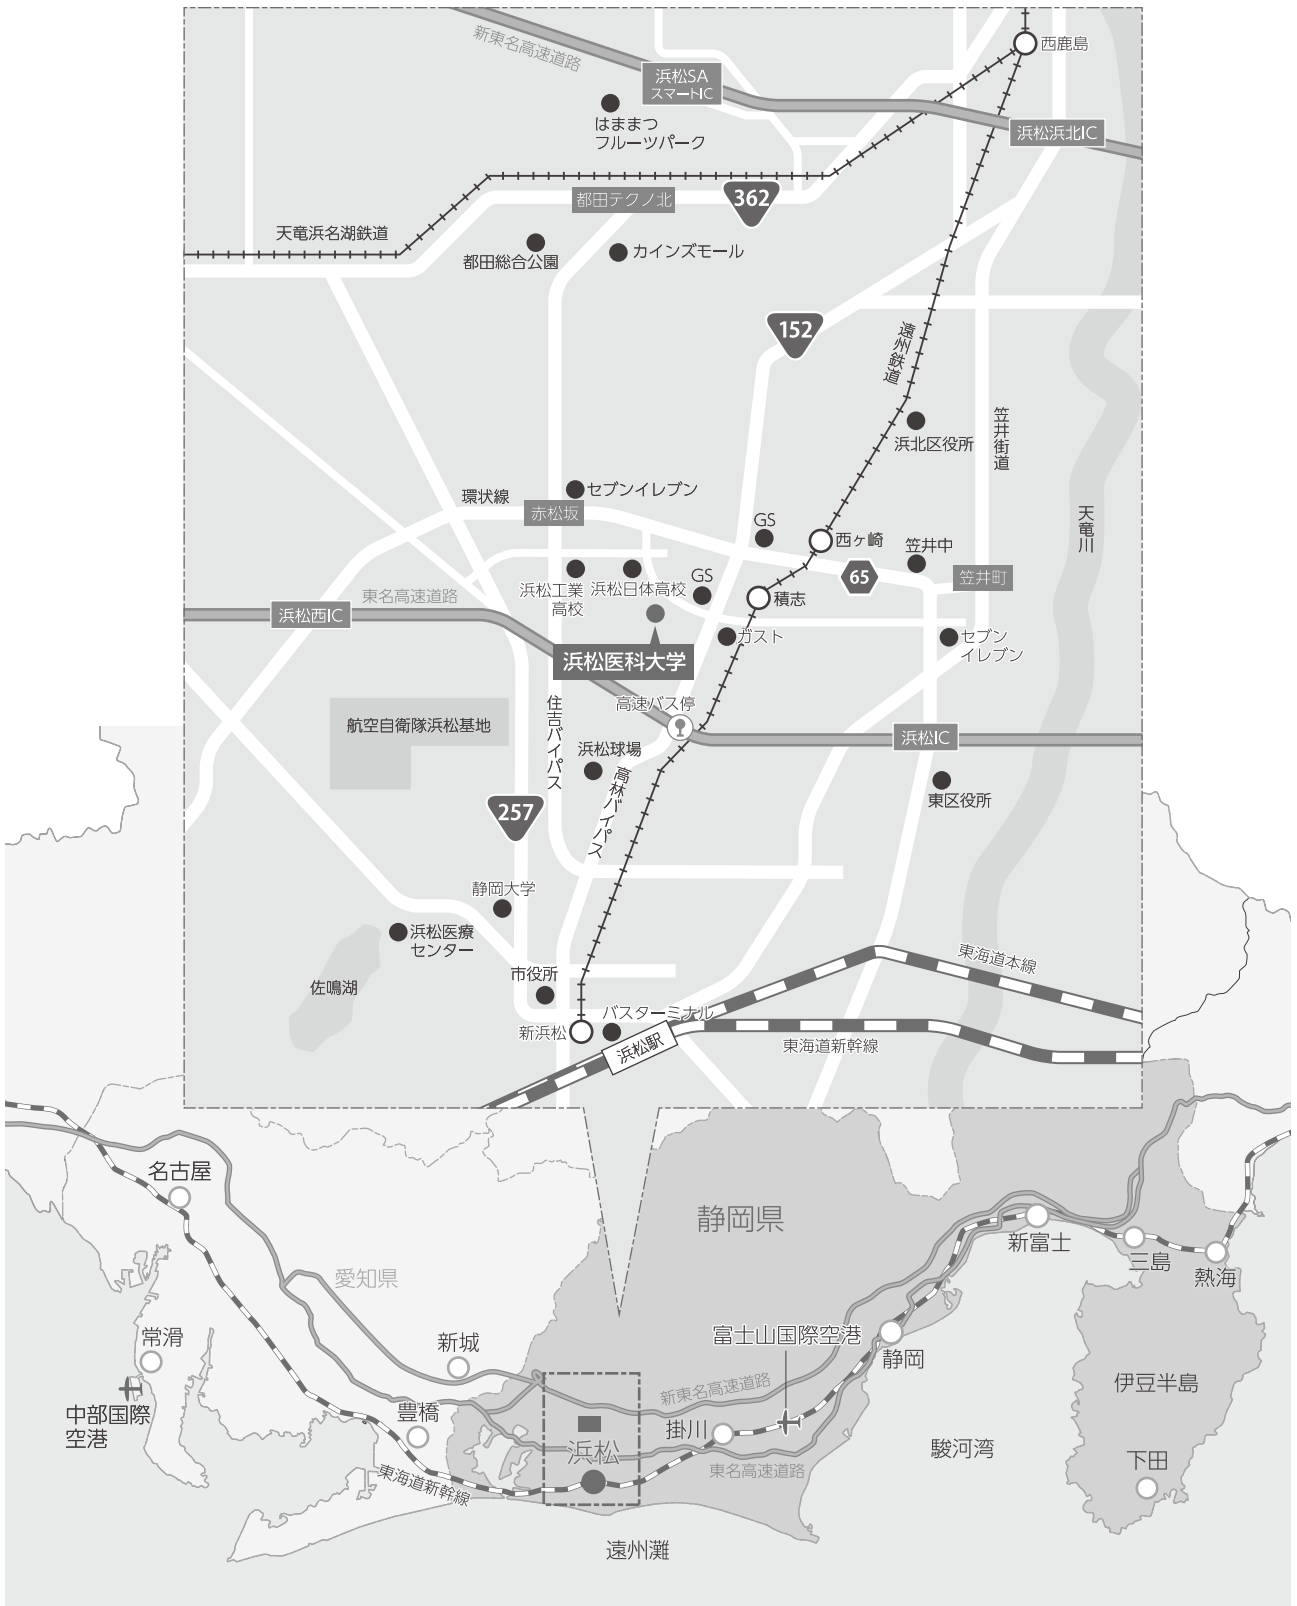 新東名高速道路
西鹿島
浜松SA
スマートIC
はままつ
フルーツパーク
浜松浜北IC
都田テクノ北
362
天竜浜名湖鉄道
都田総合公園
カインズモール
152
遠州鉄道
浜北区役所
笠井街道
環状線
セブンイレブン
赤松坂
GS
西ヶ崎
笠井中
天竜川
浜松工業
高校
浜松日体高校
GS
65
笠井町
東名高速道路
浜松西IC
積志
ガスト
セブン
イレブン
浜松医科大学
高速バス停
航空自衛隊浜松基地
住吉バイパス
浜松IC
浜松球場
高林バイパス
東区役所
257
静岡大学
浜松医療
センター
佐鳴湖
市役所
東海道本線
新浜松
バスターミナル
浜松駅
東海道新幹線
名古屋
静岡県
愛知県
新富士
三島
熱海
常滑
新城
富士山国際空港
静岡
伊豆半島
新東名高速道路
中部国際
空港
豊橋
浜松
掛川
駿河湾
東海道新幹線
東名高速道路
下田
遠州灘